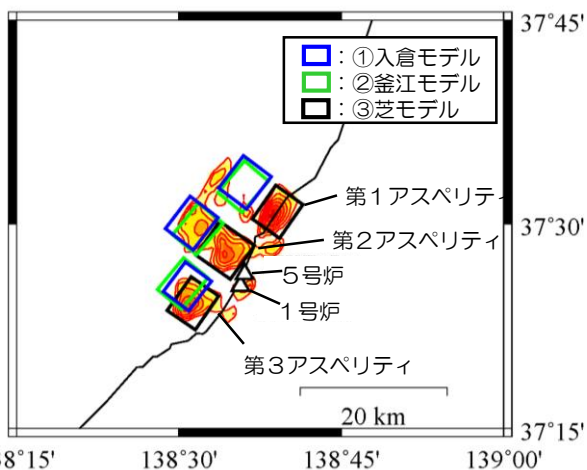 37°45'
：①入倉モデル
：②釜江モデル
：③芝モデル
第1アスペリティ
37°30'
第2アスペリティ
5号炉
1号炉
第3アスペリティ
20 km
37°15'
38°15' 138°30' 138°45' 139°00'